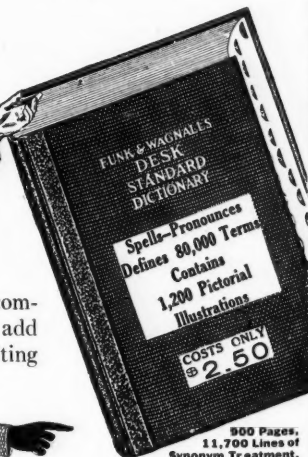 FUNK & WAGNALLS
DESK
STANDARD
DICTIONARY
Spells—Pronounces
Defines 80,000 Terms
Contains
1,200 Pictorial
Illustrations
COSTS ONLY
$2.50
com-
add
ting
900 Pages,
11,700 Lines of
Synonym Treatment.